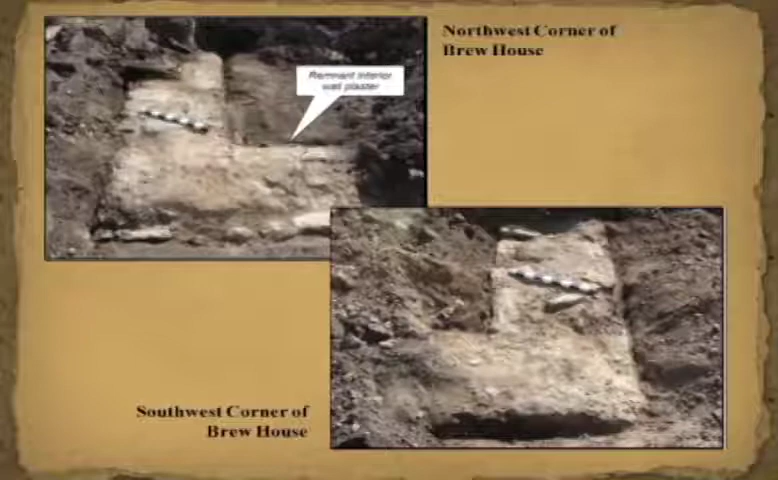 Northwest Corner of
Brew House
Remnant interior
wall plaster
Southwest Corner of
Brew House